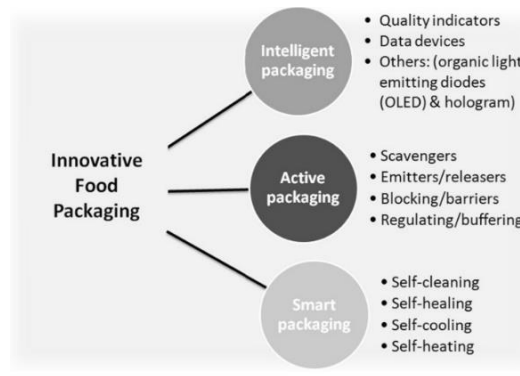 Innovative
Food
Packaging
Intelligent
packaging
• Quality indicators
• Data devices
• Others: (organic light
emitting diodes
(OLED) & hologram)
Active
packaging
• Scavengers
• Emitters/releasers
• Blocking/barriers
• Regulating/buffering
Smart
packaging
• Self-cleaning
• Self-healing
• Self-cooling
• Self-heating